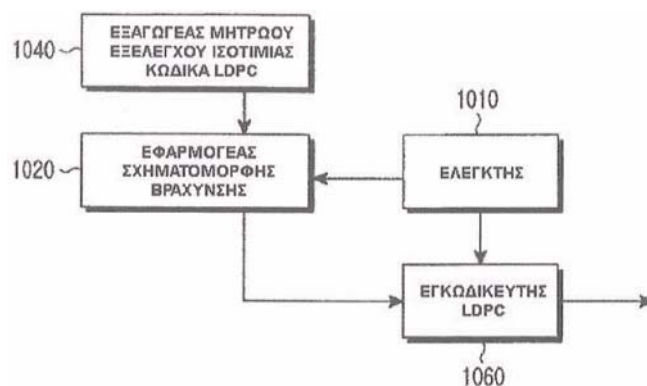 ΕΞΑΓΩΓΕΑΣ ΜΗΤΡΩΟΥ
ΕΞΕΛΕΓΧΟΥ ΙΣΟΤΙΜΙΑΣ
ΚΩΔΙΚΑ LDPC
1040
1010
ΕΦΑΡΜΟΓΕΑΣ
ΣΧΗΜΑΤΟΜΟΡΦΗΣ
ΒΡΑΧΥΝΣΗΣ
1020
ΕΛΕΓΚΤΗΣ
ΕΓΚΩΔΙΚΕΥΤΗΣ
LDPC
1060